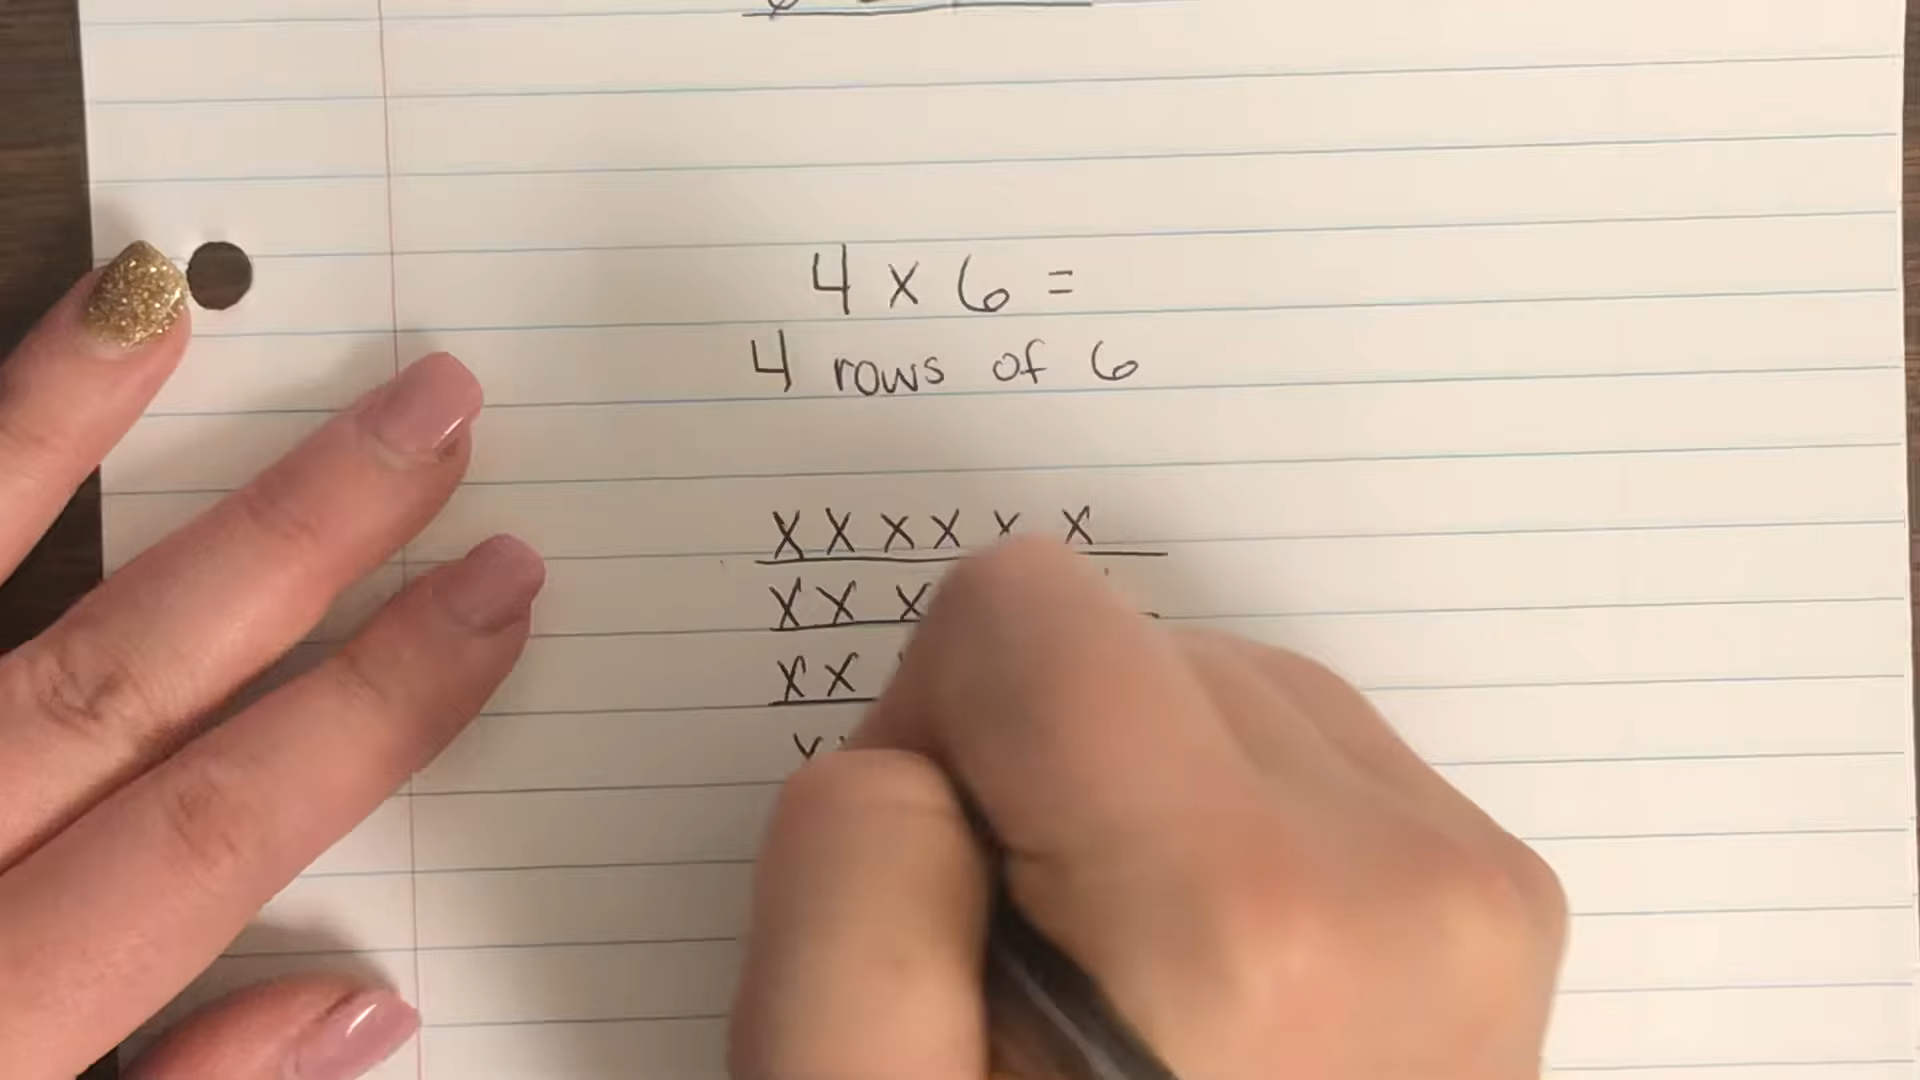 4 x 6 =
4 rows of 6
X X X X X X
X X X
X X
X